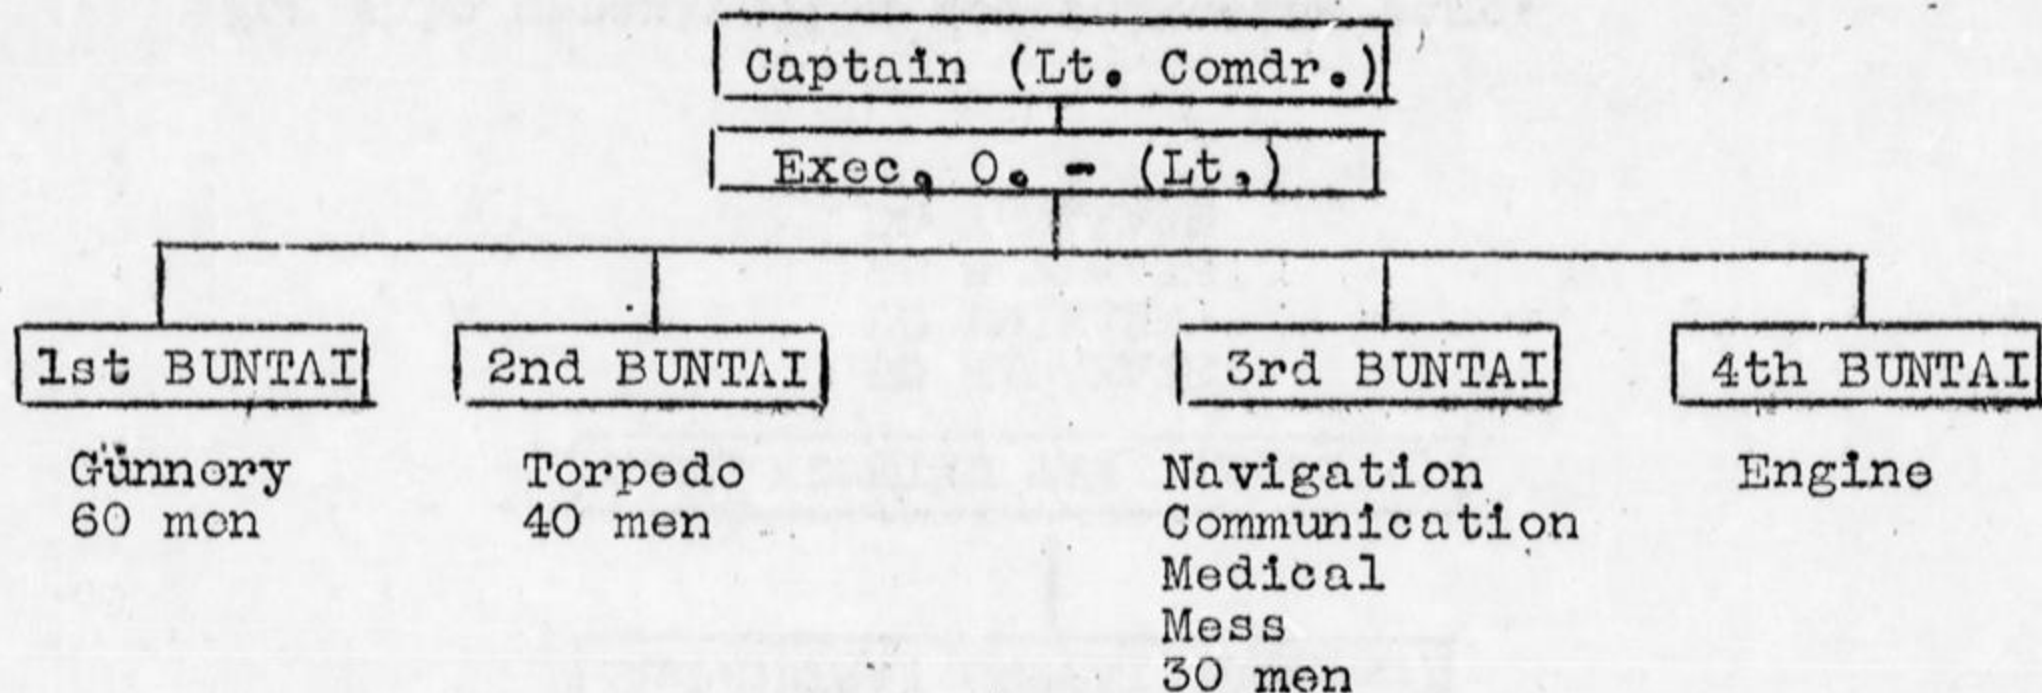 Captain (Lt. Comdr.)
Exec. O. - (Lt.)
1st BUNTAI
2nd BUNTAI
3rd BUNTAI
4th BUNTAI
Gunnery
60 men
Torpedo
40 men
Navigation
Communication
Medical
Mess
30 men
Engine